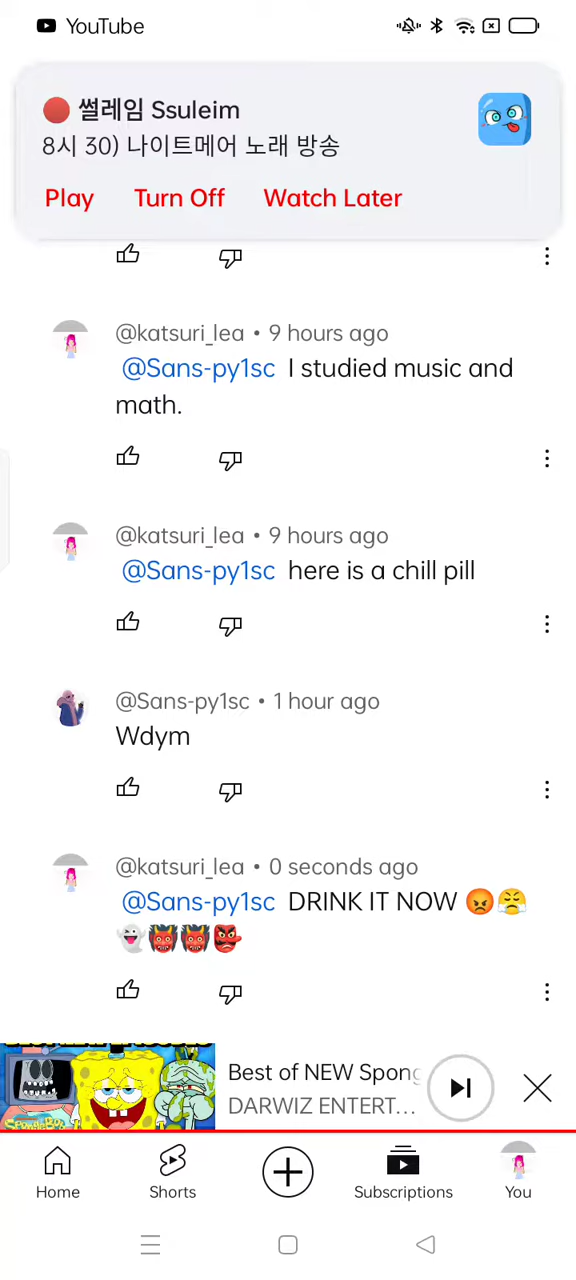 YouTube
썰레임 Ssuleim
8시 30) 나이트메어 노래 방송
Play Turn Off Watch Later
@katsuri_lea • 9 hours ago
@Sans-py1sc I studied music and
math.
@katsuri_lea • 9 hours ago
@Sans-py1sc here is a chill pill
@Sans-py1sc • 1 hour ago
Wdym
@katsuri_lea • 0 seconds ago
@Sans-py1sc DRINK IT NOW 😡😤
👻👹👹👺
Best of NEW Spong
DARWIZ ENTERT...
Home Shorts Subscriptions You